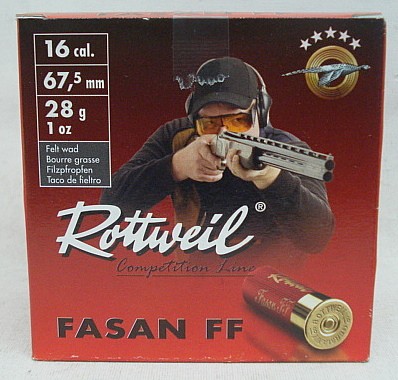 16 cal.
67,5 mm
28 g
1 oz
Felt wad
Bourre grasse
Filzpfropfen
Taco de fieltro
Rottweil®
Competition Line
FASAN FF